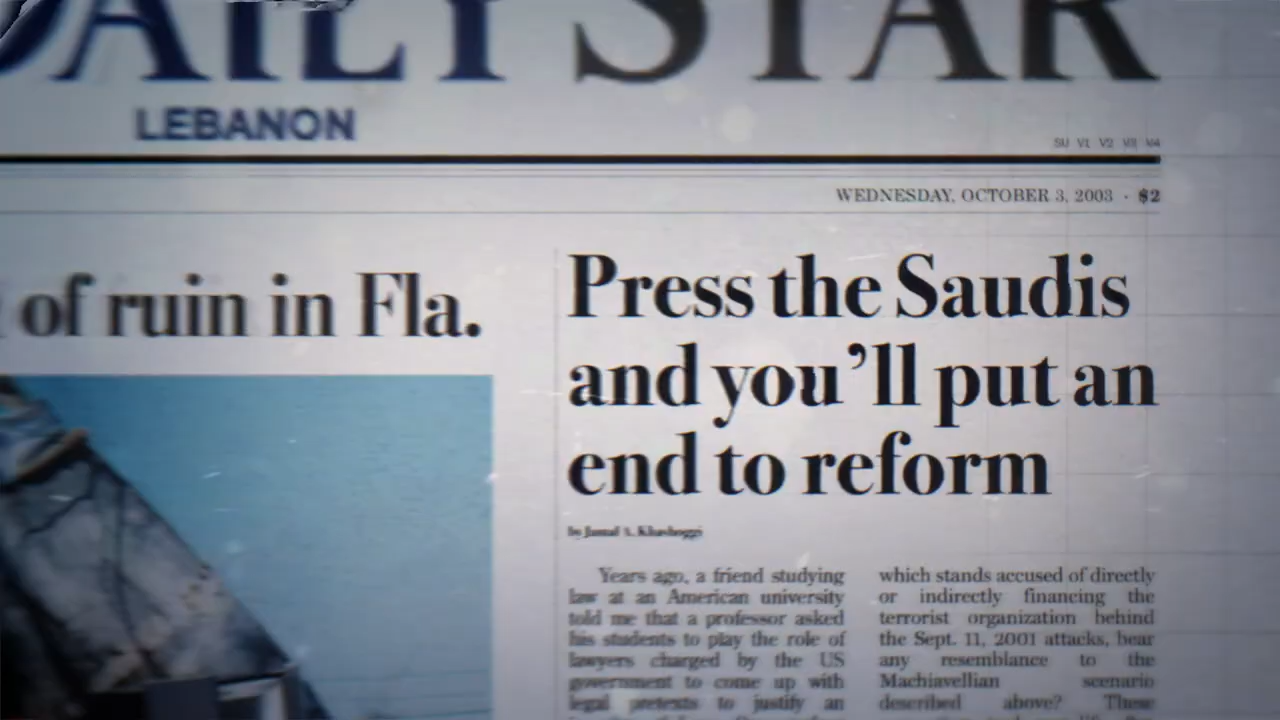 DAILY STAR
LEBANON
SU V1 V2 V3 V4
WEDNESDAY, OCTOBER 3, 2003 · $2
of ruin in Fla.
Press the Saudis
and you'll put an
end to reform
by Jamal A. Khashoggi
Years ago, a friend studying
law at an American university
told me that a professor asked
his students to play the role of
lawyers charged by the US
government to come up with
legal pretexts to justify an
which stands accused of directly
or indirectly financing the
terrorist organization behind
the Sept. 11, 2001 attacks, bear
any resemblance to the
Machiavellian scenario
described above? These